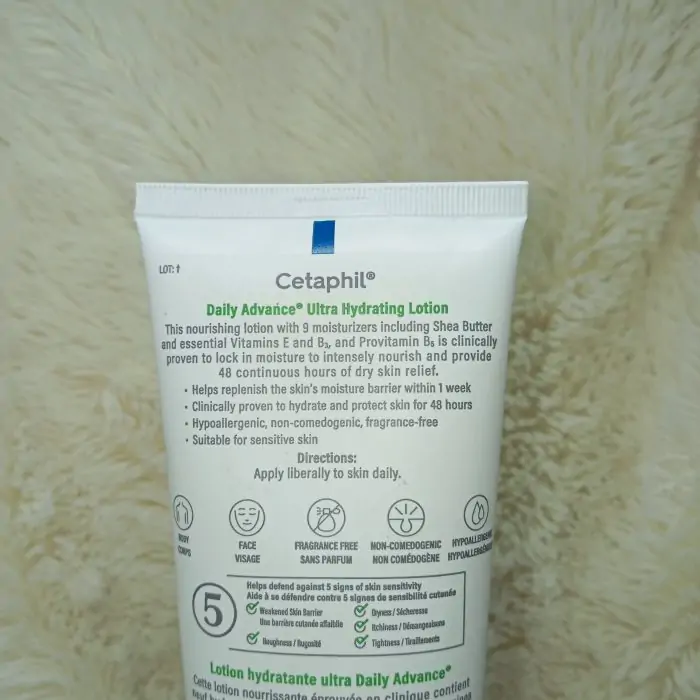 LOT: †
Cetaphil®
Daily Advance® Ultra Hydrating Lotion
This nourishing lotion with 9 moisturizers including Shea Butter
and essential Vitamins E and B₃, and Provitamin B₅ is clinically
proven to lock in moisture to intensely nourish and provide
48 continuous hours of dry skin relief.
• Helps replenish the skin's moisture barrier within 1 week
• Clinically proven to hydrate and protect skin for 48 hours
• Hypoallergenic, non-comedogenic, fragrance-free
• Suitable for sensitive skin
Directions:
Apply liberally to skin daily.
FACE
VISAGE
FRAGRANCE FREE
SANS PARFUM
NON-COMEDOGENIC
NON COMÉDOGÈNE
5
Helps defend against 5 signs of skin sensitivity
Aide à se défendre contre 5 signes de sensibilité cutanée
Weakened Skin Barrier
Une barrière cutanée affaiblie
Roughness / Rugosité
Dryness / Sécheresse
Itchiness / Démangeaisons
Tightness / Tiraillements
Lotion hydratante ultra Daily Advance®
Cette lotion nourrissante éprouvée en clinique contient